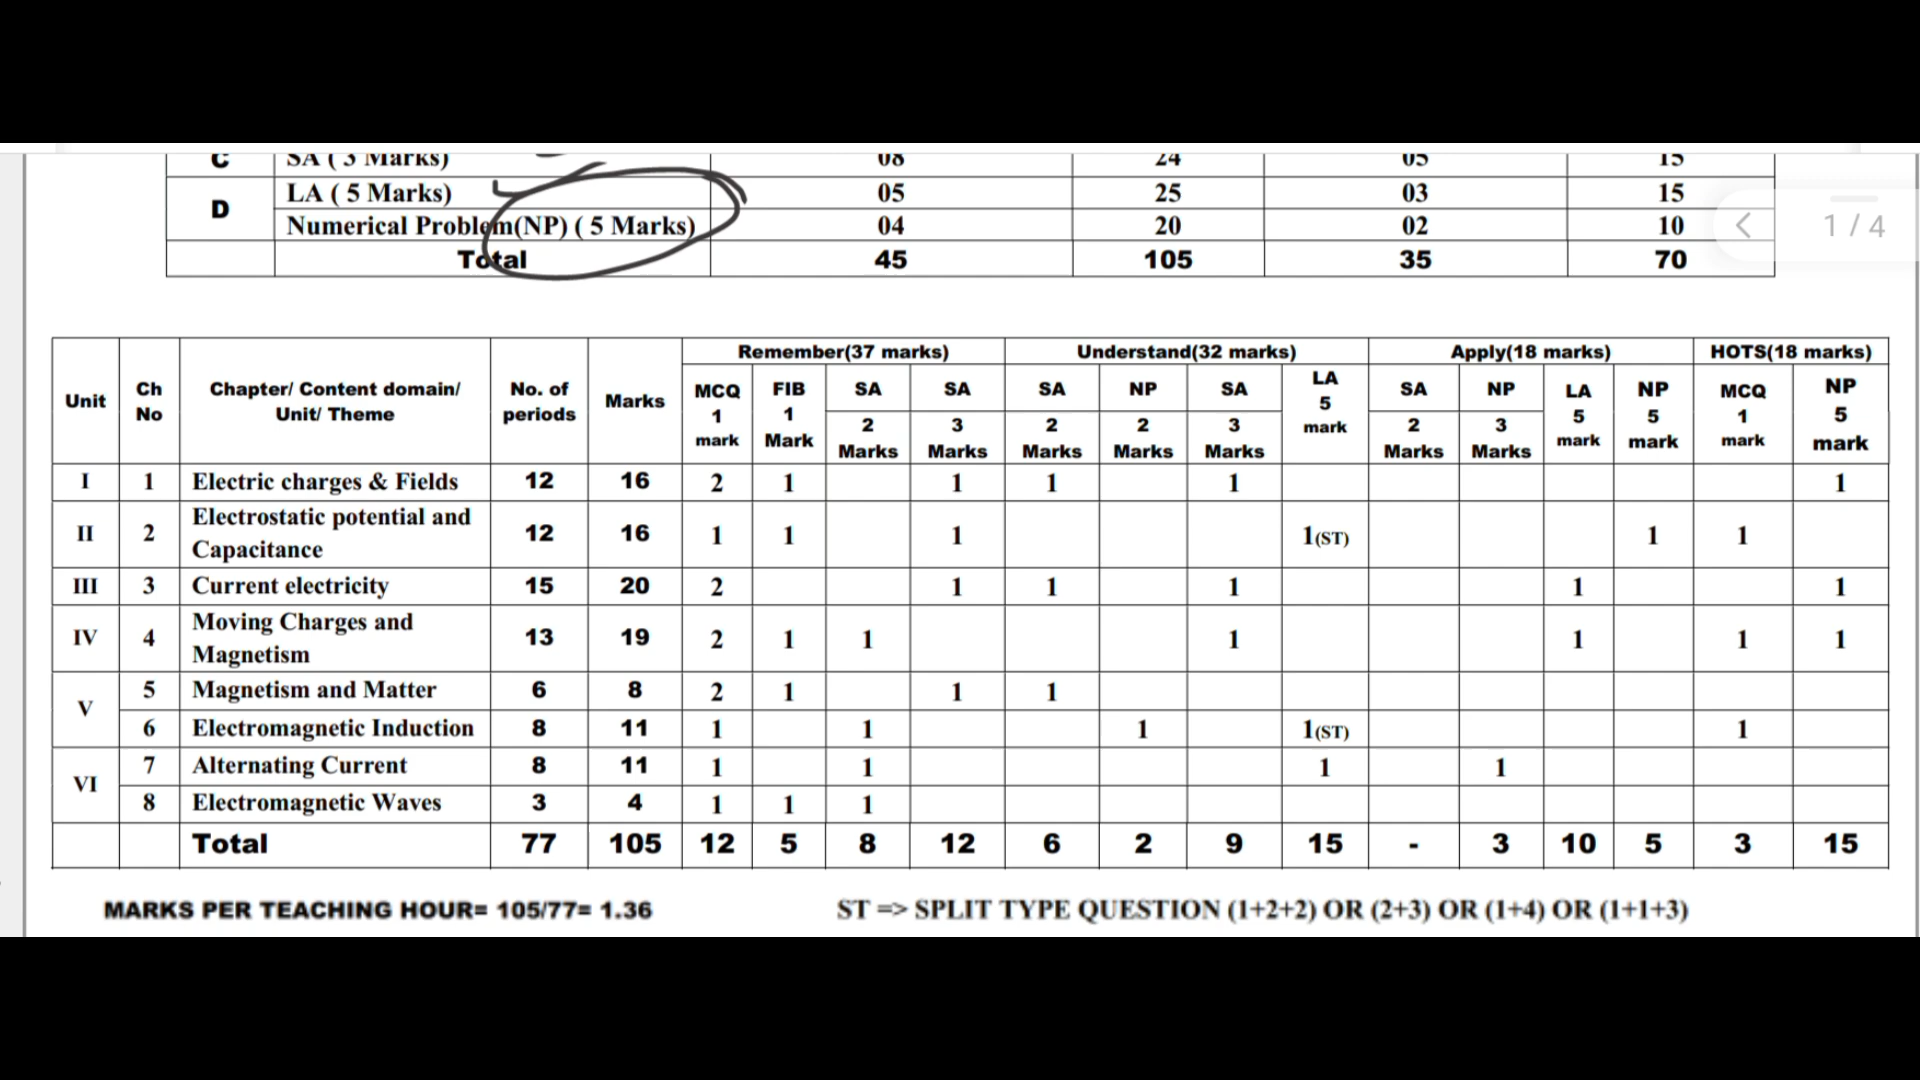 C SA ( 3 Marks) 08 24 05 15
D LA ( 5 Marks) 05 25 03 15
Numerical Problem(NP) ( 5 Marks) 04 20 02 10
Total 45 105 35 70
1 / 4
Unit Ch No Chapter/ Content domain/ Unit/ Theme No. of periods Marks Remember(37 marks) Understand(32 marks) Apply(18 marks) HOTS(18 marks)
MCQ 1 mark FIB 1 Mark SA 2 Marks SA 3 Marks SA 2 Marks NP 2 Marks SA 3 Marks LA 5 mark SA 2 Marks NP 3 Marks LA 5 mark NP 5 mark MCQ 1 mark NP 5 mark
I 1 Electric charges & Fields 12 16 2 1 1 1 1 1
II 2 Electrostatic potential and Capacitance 12 16 1 1 1 1(ST) 1 1
III 3 Current electricity 15 20 2 1 1 1 1 1
IV 4 Moving Charges and Magnetism 13 19 2 1 1 1 1 1 1
V 5 Magnetism and Matter 6 8 2 1 1 1
6 Electromagnetic Induction 8 11 1 1 1 1(ST) 1
VI 7 Alternating Current 8 11 1 1 1 1
8 Electromagnetic Waves 3 4 1 1 1
Total 77 105 12 5 8 12 6 2 9 15 - 3 10 5 3 15
MARKS PER TEACHING HOUR= 105/77= 1.36 ST => SPLIT TYPE QUESTION (1+2+2) OR (2+3) OR (1+4) OR (1+1+3)